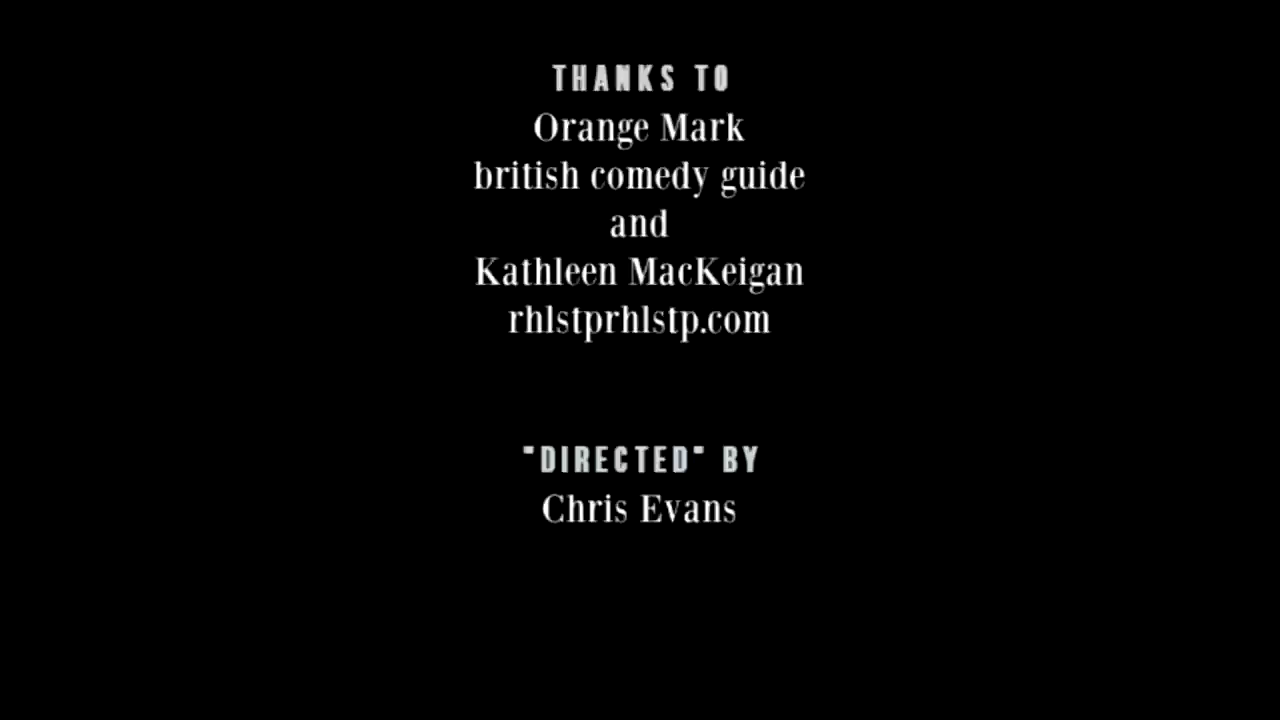 THANKS TO
Orange Mark
british comedy guide
and
Kathleen MacKeigan
rhlstprhlstp.com
"DIRECTED" BY
Chris Evans